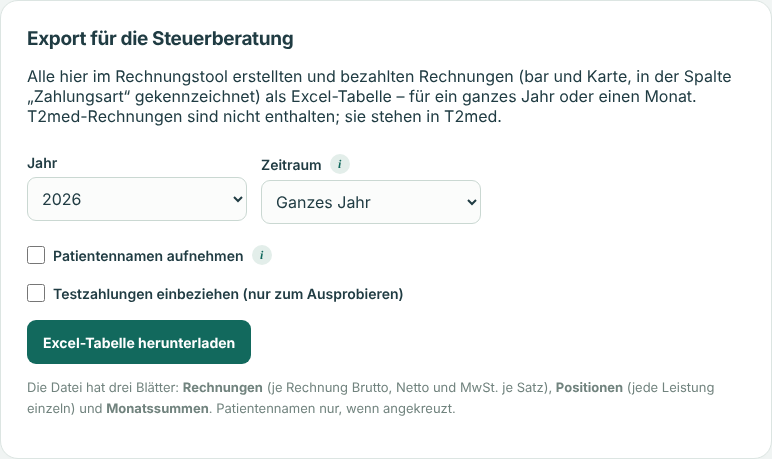 Export für die Steuerberatung
Alle hier im Rechnungstool erstellten und bezahlten Rechnungen (bar und Karte, in der Spalte
„Zahlungsart“ gekennzeichnet) als Excel-Tabelle – für ein ganzes Jahr oder einen Monat.
T2med-Rechnungen sind nicht enthalten; sie stehen in T2med.
Jahr
Zeitraum i
2026
Ganzes Jahr
Patientennamen aufnehmen i
Testzahlungen einbeziehen (nur zum Ausprobieren)
Excel-Tabelle herunterladen
Die Datei hat drei Blätter: Rechnungen (je Rechnung Brutto, Netto und MwSt. je Satz), Positionen (jede Leistung
einzeln) und Monatssummen. Patientennamen nur, wenn angekreuzt.